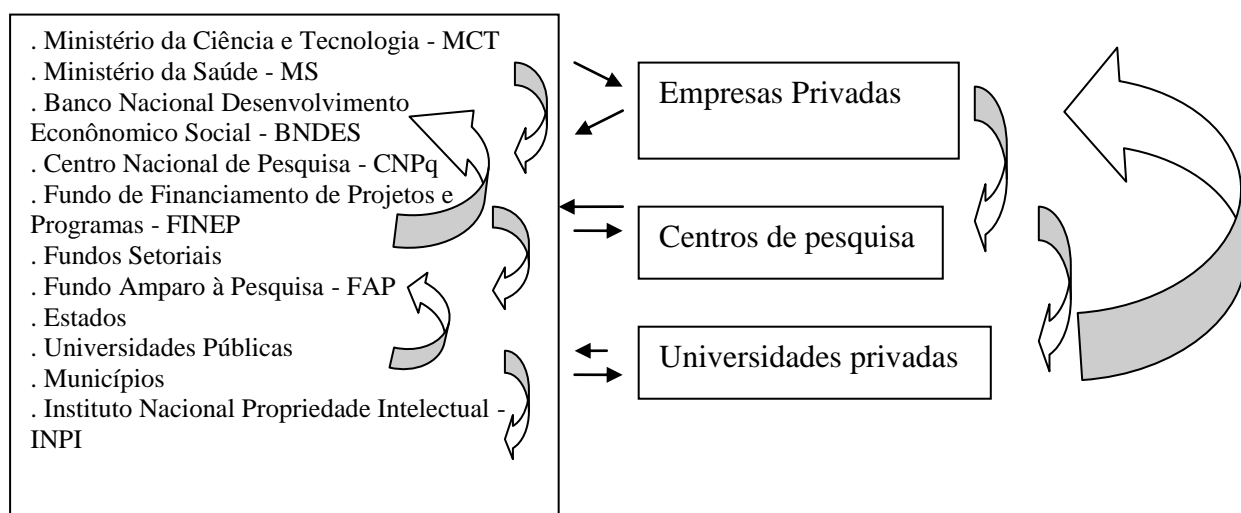 . Ministério da Ciência e Tecnologia - MCT
. Ministério da Saúde - MS
. Banco Nacional Desenvolvimento
Econônomico Social - BNDES
. Centro Nacional de Pesquisa - CNPq
. Fundo de Financiamento de Projetos e
Programas - FINEP
. Fundos Setoriais
. Fundo Amparo à Pesquisa - FAP
. Estados
. Universidades Públicas
. Municípios
. Instituto Nacional Propriedade Intelectual -
INPI
Empresas Privadas
Centros de pesquisa
Universidades privadas